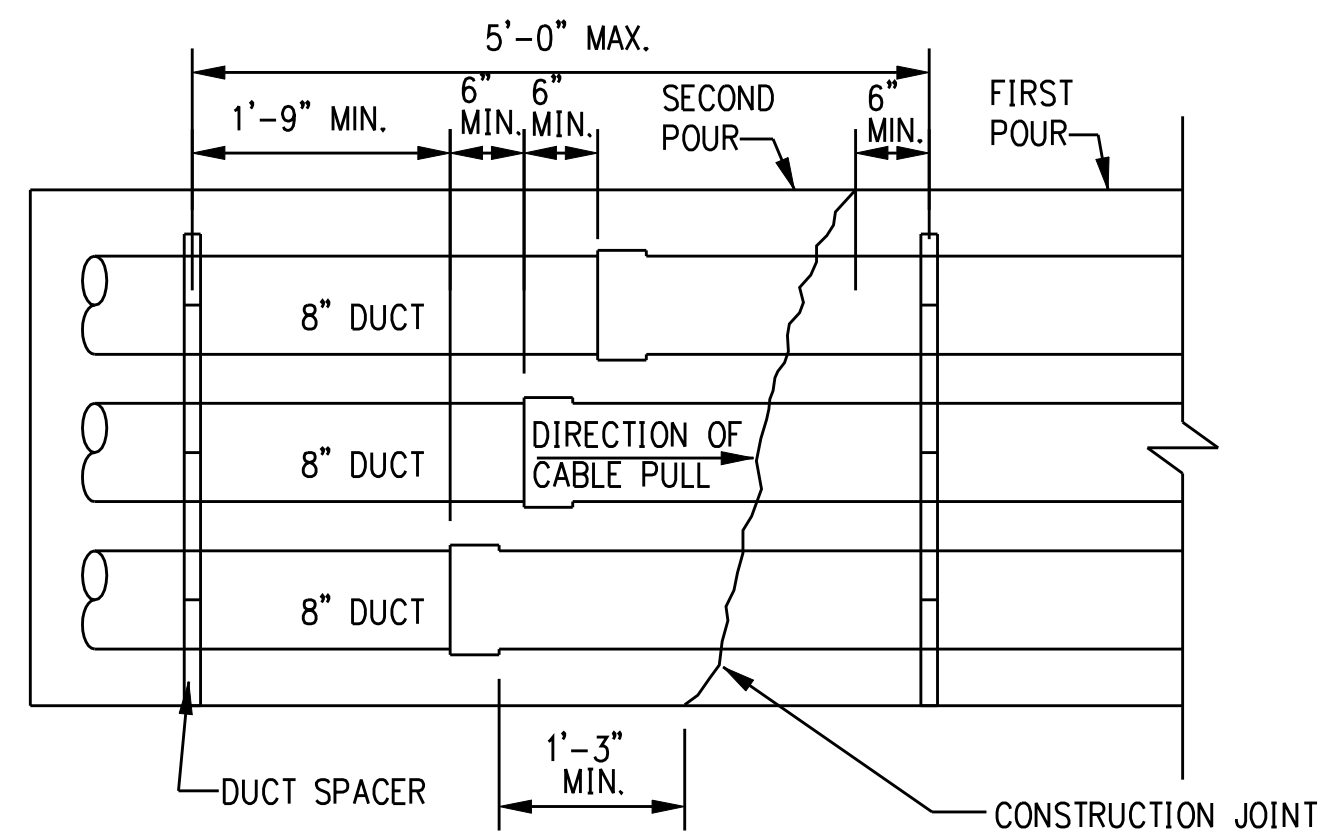 5'-0" MAX.
1'-9" MIN.
6"
MIN.
6"
MIN.
SECOND
POUR
6"
MIN.
FIRST
POUR
8" DUCT
DIRECTION OF
CABLE PULL
8" DUCT
8" DUCT
1'-3"
MIN.
DUCT SPACER
CONSTRUCTION JOINT